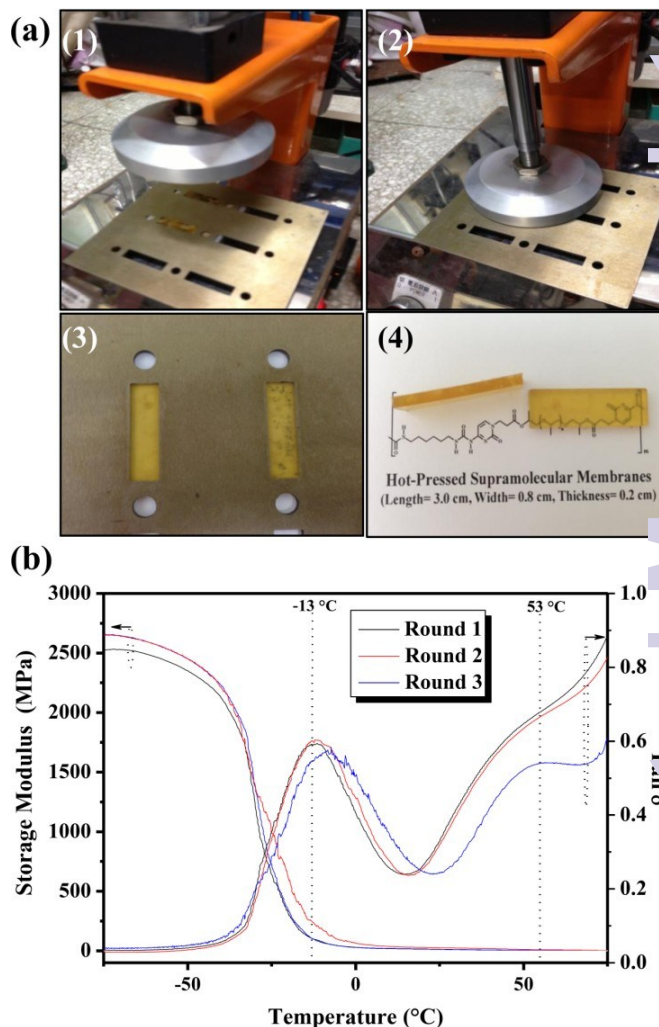 (a)
(1)
(2)
(3)
(4)
Hot-Pressed Supramolecular Membranes
(Length= 3.0 cm, Width= 0.8 cm, Thickness= 0.2 cm)
(b)
-13 °C
53 °C
Round 1
Round 2
Round 3
Storage Modulus (MPa)
3000
2500
2000
1500
1000
500
0
1.0
0.8
0.6
0.4
0.2
0.0
-50
0
50
Temperature (°C)